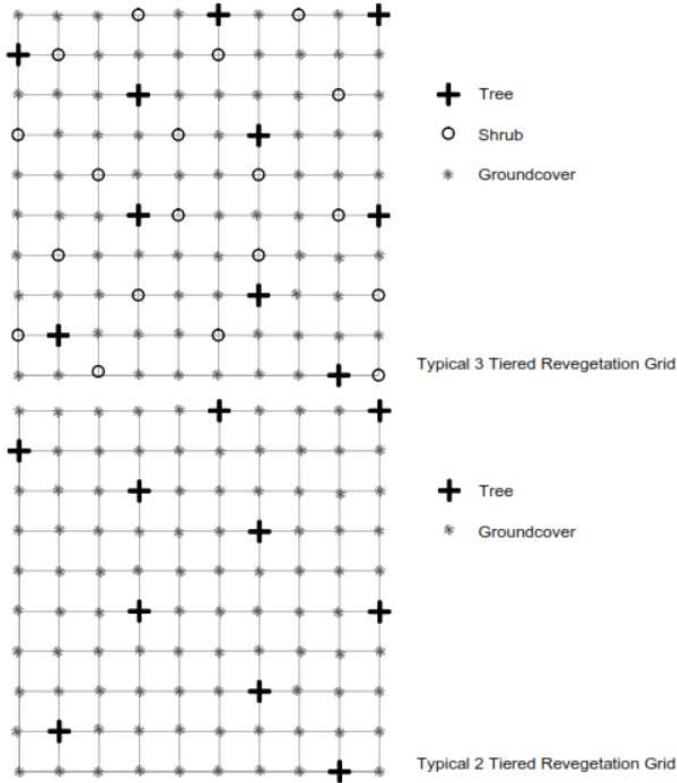 Tree
Shrub
Groundcover
Typical 3 Tiered Revegetation Grid
Tree
Groundcover
Typical 2 Tiered Revegetation Grid